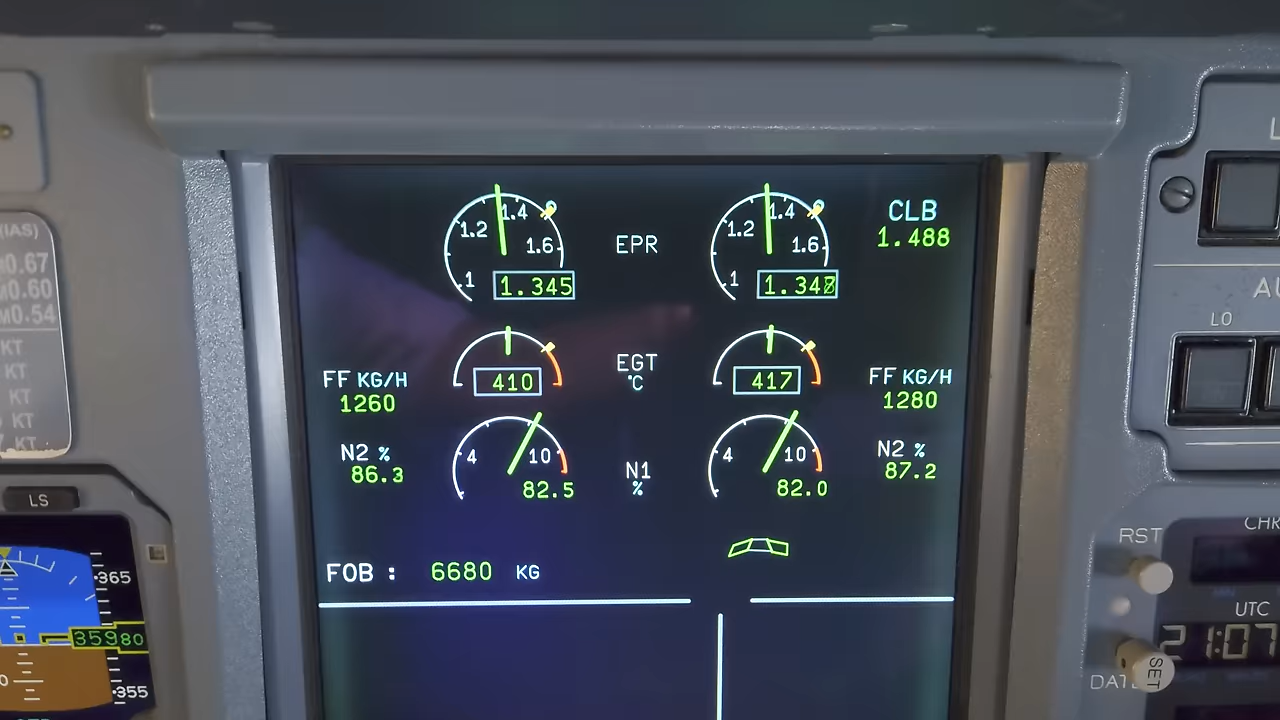 (IAS)
M0.67
M0.60
M0.54
KT
KT
KT
KT
KT
LS
365
35980
355
1.2 1.4
1.6
1
1.345
EPR
1.2 1.4
1.6
1
1.348
CLB
1.488
FF KG/H
1260
410
EGT
°C
417
FF KG/H
1280
N2 %
86.3
4 10
82.5
N1
%
4 10
82.0
N2 %
87.2
FOB : 6680 KG
LO
RST
UTC
21:07
SET